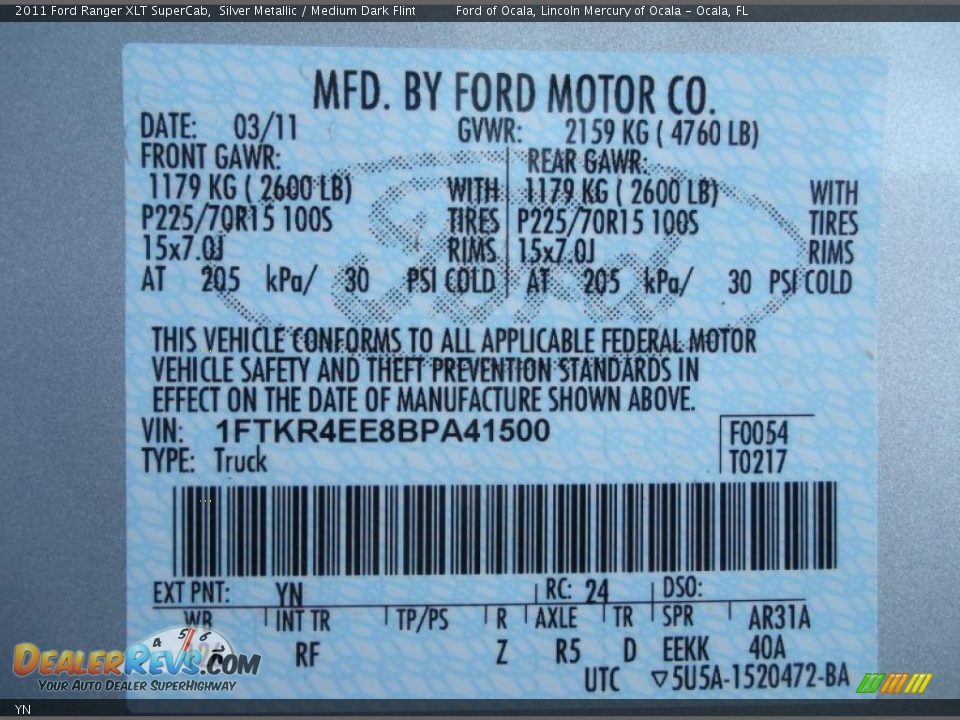 2011 Ford Ranger XLT SuperCab, Silver Metallic / Medium Dark Flint Ford of Ocala, Lincoln Mercury of Ocala - Ocala, FL
MFD. BY FORD MOTOR CO.
DATE: 03/11 GVWR: 2159 KG ( 4760 LB)
FRONT GAWR: REAR GAWR:
1179 KG ( 2600 LB) WITH 1179 KG ( 2600 LB) WITH
P225/70R15 100S TIRES P225/70R15 100S TIRES
15x7.0J RIMS 15x7.0J RIMS
AT 205 kPa/ 30 PSI COLD AT 205 kPa/ 30 PSI COLD
Ford
THIS VEHICLE CONFORMS TO ALL APPLICABLE FEDERAL MOTOR
VEHICLE SAFETY AND THEFT PREVENTION STANDARDS IN
EFFECT ON THE DATE OF MANUFACTURE SHOWN ABOVE.
VIN: 1FTKR4EE8BPA41500 F0054
TYPE: Truck T0217
EXT PNT: YN RC: 24 DSO:
WB INT TR TP/PS R AXLE TR SPR AR31A
RF Z R5 D EEKK 40A
UTC ▽5U5A-1520472-BA
4 5 6
DEALERREVS.COM
YOUR AUTO DEALER SUPERHIGHWAY
YN